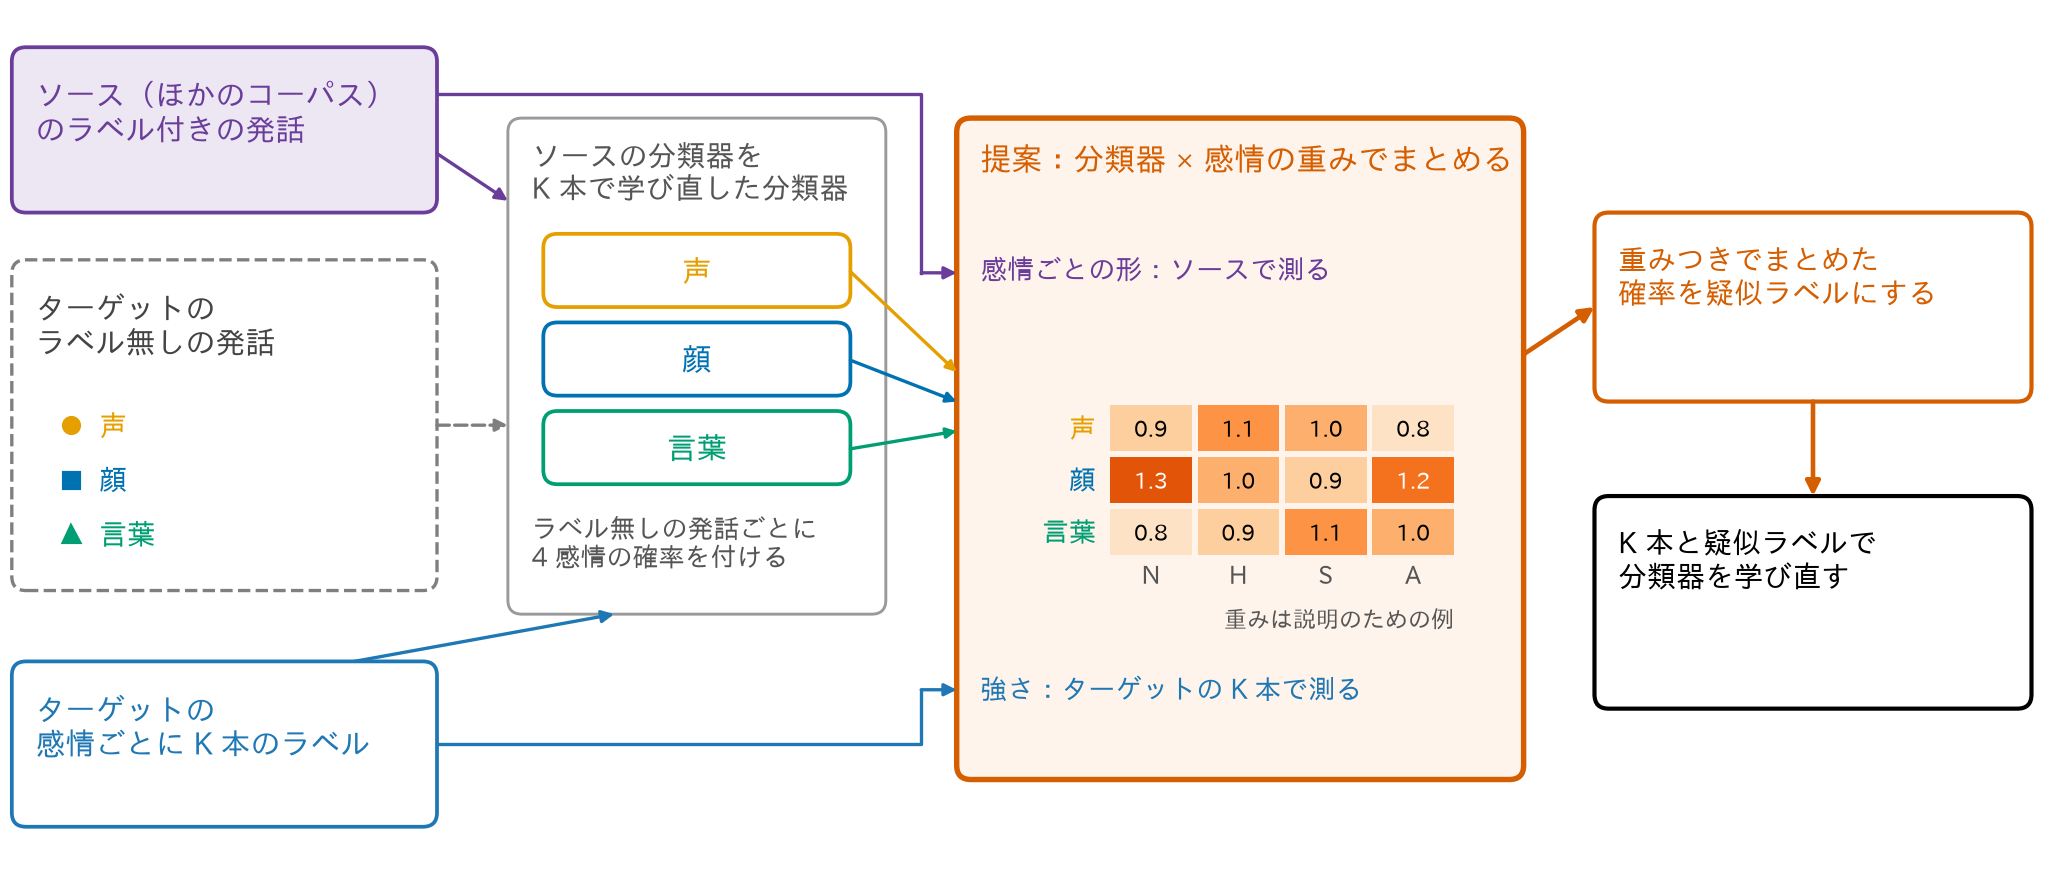 ソース（ほかのコーパス）
のラベル付きの発話
ターゲットの
ラベル無しの発話
声
顔
言葉
ターゲットの
感情ごとに K 本のラベル
ソースの分類器を
K 本で学び直した分類器
声
顔
言葉
ラベル無しの発話ごとに
4 感情の確率を付ける
提案：分類器 × 感情の重みでまとめる
感情ごとの形：ソースで測る
声 0.9 1.1 1.0 0.8
顔 1.3 1.0 0.9 1.2
言葉 0.8 0.9 1.1 1.0
N H S A
重みは説明のための例
強さ：ターゲットの K 本で測る
重みつきでまとめた
確率を疑似ラベルにする
K 本と疑似ラベルで
分類器を学び直す